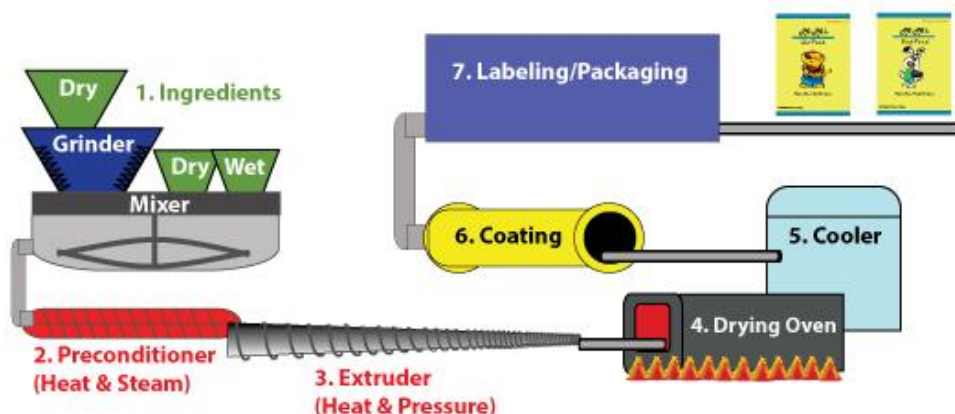 Dry
1. Ingredients
Grinder
Dry
Wet
Mixer
2. Preconditioner
(Heat & Steam)
3. Extruder
(Heat & Pressure)
4. Drying Oven
5. Cooler
6. Coating
7. Labeling/Packaging